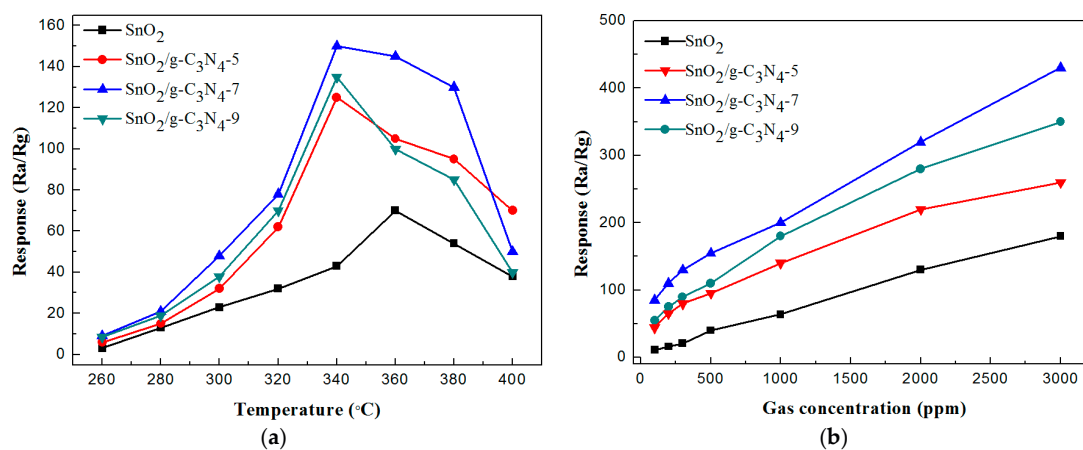 160
140
120
100
80
60
40
20
0
Response (Ra/Rg)
SnO2
SnO2/g-C3N4-5
SnO2/g-C3N4-7
SnO2/g-C3N4-9
260 280 300 320 340 360 380 400
Temperature (°C)
(a)
500
400
300
200
100
0
Response (Ra/Rg)
SnO2
SnO2/g-C3N4-5
SnO2/g-C3N4-7
SnO2/g-C3N4-9
0 500 1000 1500 2000 2500 3000
Gas concentration (ppm)
(b)